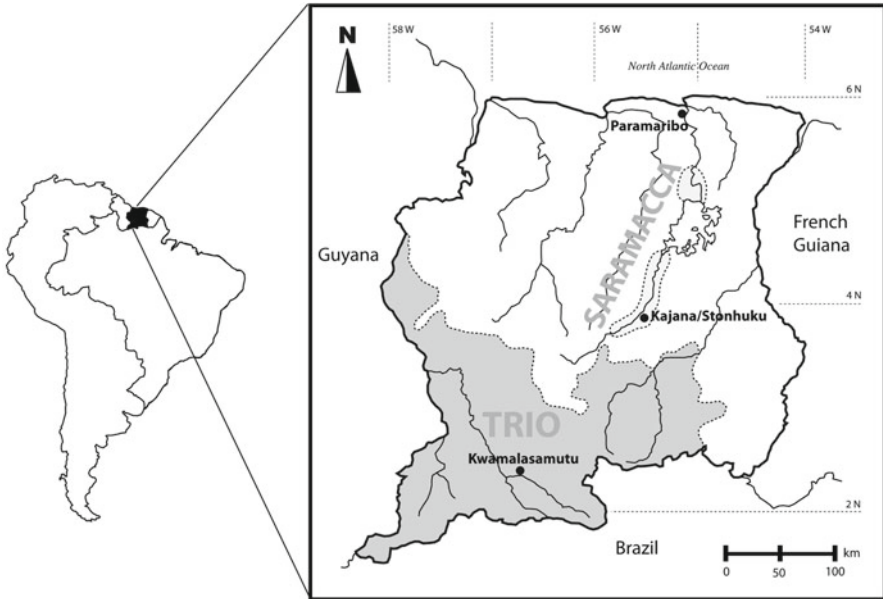 58 W
56 W
54 W
N
North Atlantic Ocean
6 N
Paramaribo
SARAMACCA
French
Guiana
Guyana
4 N
Kajana/Stonhuku
TRIO
Kwamalasamutu
2 N
Brazil
km
0 50 100